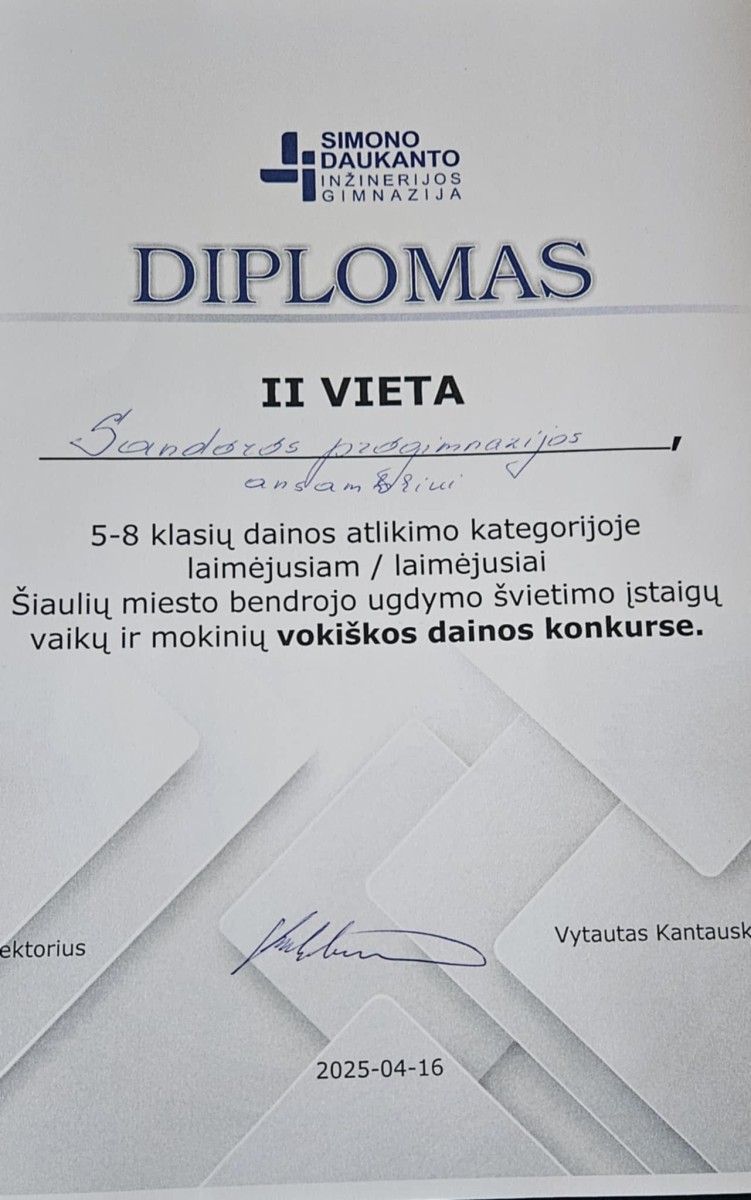 SIMONO
DAUKANTO
INŽINERIJOS
GIMNAZIJA
DIPLOMAS
II VIETA
Sandoros progimnazijos,
ansambliui
5-8 klasių dainos atlikimo kategorijoje
laimėjusiam / laimėjusiai
Šiaulių miesto bendrojo ugdymo švietimo įstaigų
vaikų ir mokinių vokiškos dainos konkurse.
ektorius
Vytautas Kantausk
2025-04-16